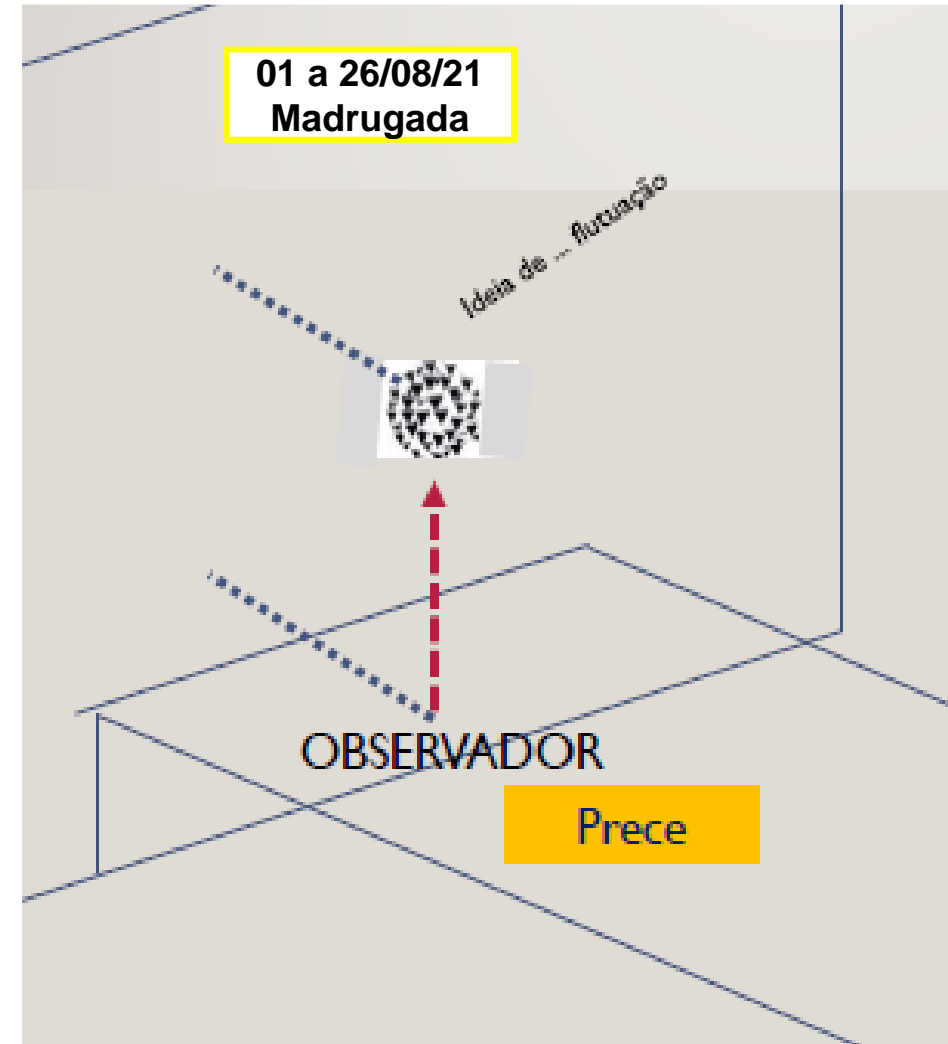 01 a 26/08/21
Madrugada
Ideia de ... flutuação
OBSERVADOR
Prece